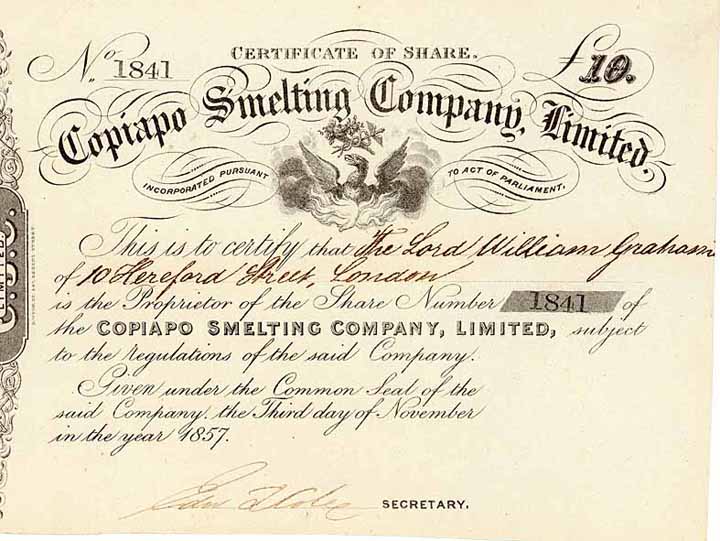 No. 1841
CERTIFICATE OF SHARE.
£10.
Copiapo Smelting Company, Limited.
INCORPORATED PURSUANT TO ACT OF PARLIAMENT.
This is to certify that The Lord William Graham
of 10 Hereford Street, London
is the Proprietor of the Share Number 1841 of
the COPIAPO SMELTING COMPANY, LIMITED, subject
to the regulations of the said Company.
Given under the Common Seal of the
said Company, the Third day of November
in the year 1857.
SECRETARY.
LIMITED.